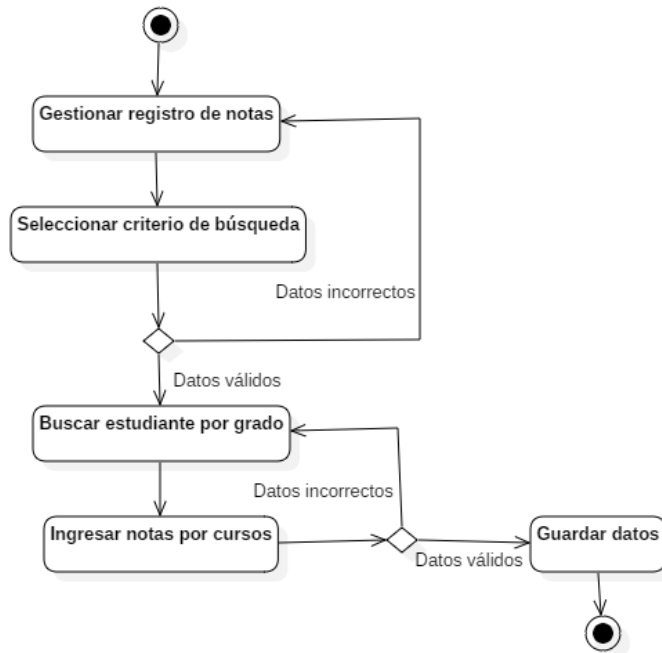 Gestionar registro de notas
Seleccionar criterio de búsqueda
Datos incorrectos
Datos válidos
Buscar estudiante por grado
Datos incorrectos
Ingresar notas por cursos
Guardar datos
Datos válidos